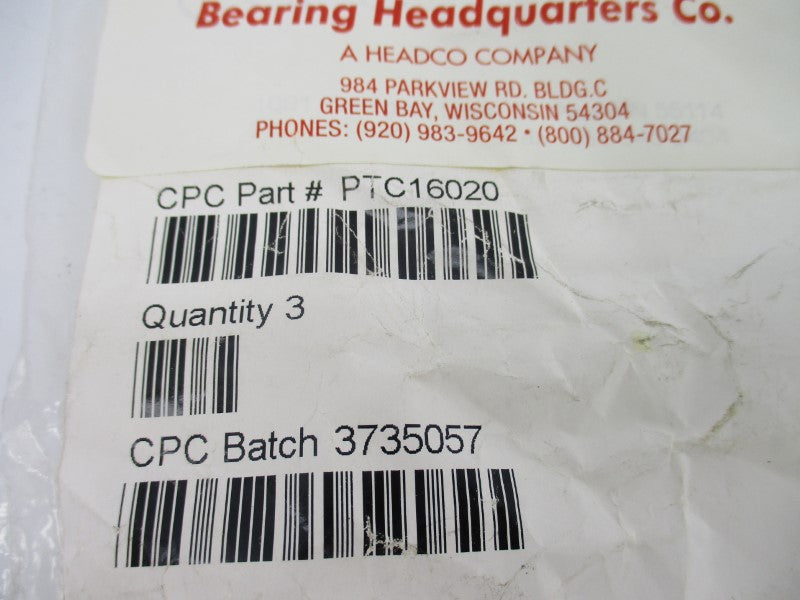 Bearing Headquarters Co.
A HEADCO COMPANY
984 PARKVIEW RD. BLDG.C
GREEN BAY, WISCONSIN 54304
PHONES: (920) 983-9642 • (800) 884-7027
CPC Part # PTC16020
Quantity 3
CPC Batch 3735057